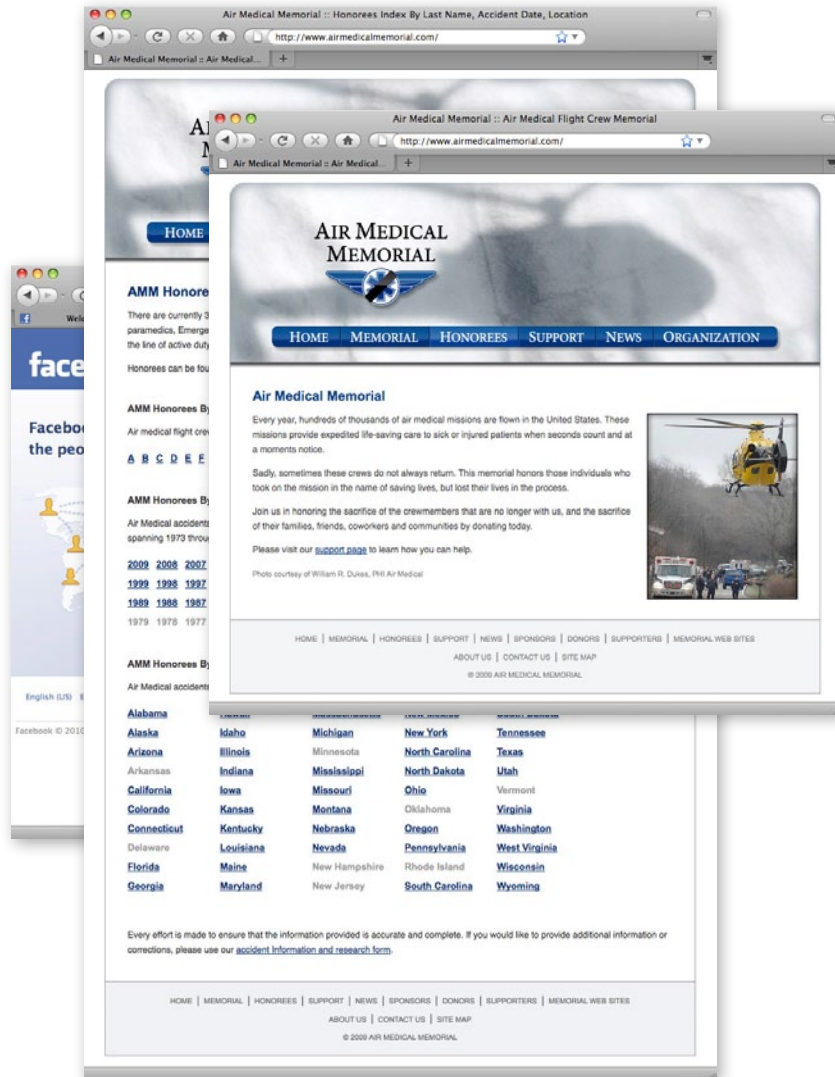 Air Medical Memorial :: Honorees Index By Last Name, Accident Date, Location
http://www.airmedicalmemorial.com/
Air Medical Memorial :: Air Medical...
HOME
AMM Honore
There are currently 3
paramedics, Emerge
the line of active duty
Honorees can be fou
AMM Honorees By
Air medical flight crew
A B C D E F
AMM Honorees By
Air Medical accidents
spanning 1973 throu
2009 2008 2007
1999 1998 1997
1989 1988 1987
1979 1978 1977
AMM Honorees By
Air Medical accidents
Alabama Hawaii Massachusetts New Mexico South Dakota
Alaska Idaho Michigan New York Tennessee
Arizona Illinois Minnesota North Carolina Texas
Arkansas Indiana Mississippi North Dakota Utah
California Iowa Missouri Ohio Vermont
Colorado Kansas Montana Oklahoma Virginia
Connecticut Kentucky Nebraska Oregon Washington
Delaware Louisiana Nevada Pennsylvania West Virginia
Florida Maine New Hampshire Rhode Island Wisconsin
Georgia Maryland New Jersey South Carolina Wyoming
Every effort is made to ensure that the information provided is accurate and complete. If you would like to provide additional information or
corrections, please use our accident Information and research form.
HOME | MEMORIAL | HONOREES | SUPPORT | NEWS | SPONSORS | DONORS | SUPPORTERS | MEMORIAL WEB SITES
ABOUT US | CONTACT US | SITE MAP
© 2009 AIR MEDICAL MEMORIAL
Air Medical Memorial :: Air Medical Flight Crew Memorial
http://www.airmedicalmemorial.com/
Air Medical Memorial :: Air Medical...
AIR MEDICAL
MEMORIAL
HOME MEMORIAL HONOREES SUPPORT NEWS ORGANIZATION
Air Medical Memorial
Every year, hundreds of thousands of air medical missions are flown in the United States. These
missions provide expedited life-saving care to sick or injured patients when seconds count and at
a moments notice.
Sadly, sometimes these crews do not always return. This memorial honors those individuals who
took on the mission in the name of saving lives, but lost their lives in the process.
Join us in honoring the sacrifice of the crewmembers that are no longer with us, and the sacrifice
of their families, friends, coworkers and communities by donating today.
Please visit our support page to learn how you can help.
Photo courtesy of William R. Dukes, PHI Air Medical
HOME | MEMORIAL | HONOREES | SUPPORT | NEWS | SPONSORS | DONORS | SUPPORTERS | MEMORIAL WEB SITES
ABOUT US | CONTACT US | SITE MAP
© 2009 AIR MEDICAL MEMORIAL
Welc
face
Faceboo
the peo
English (US)
Facebook © 2010